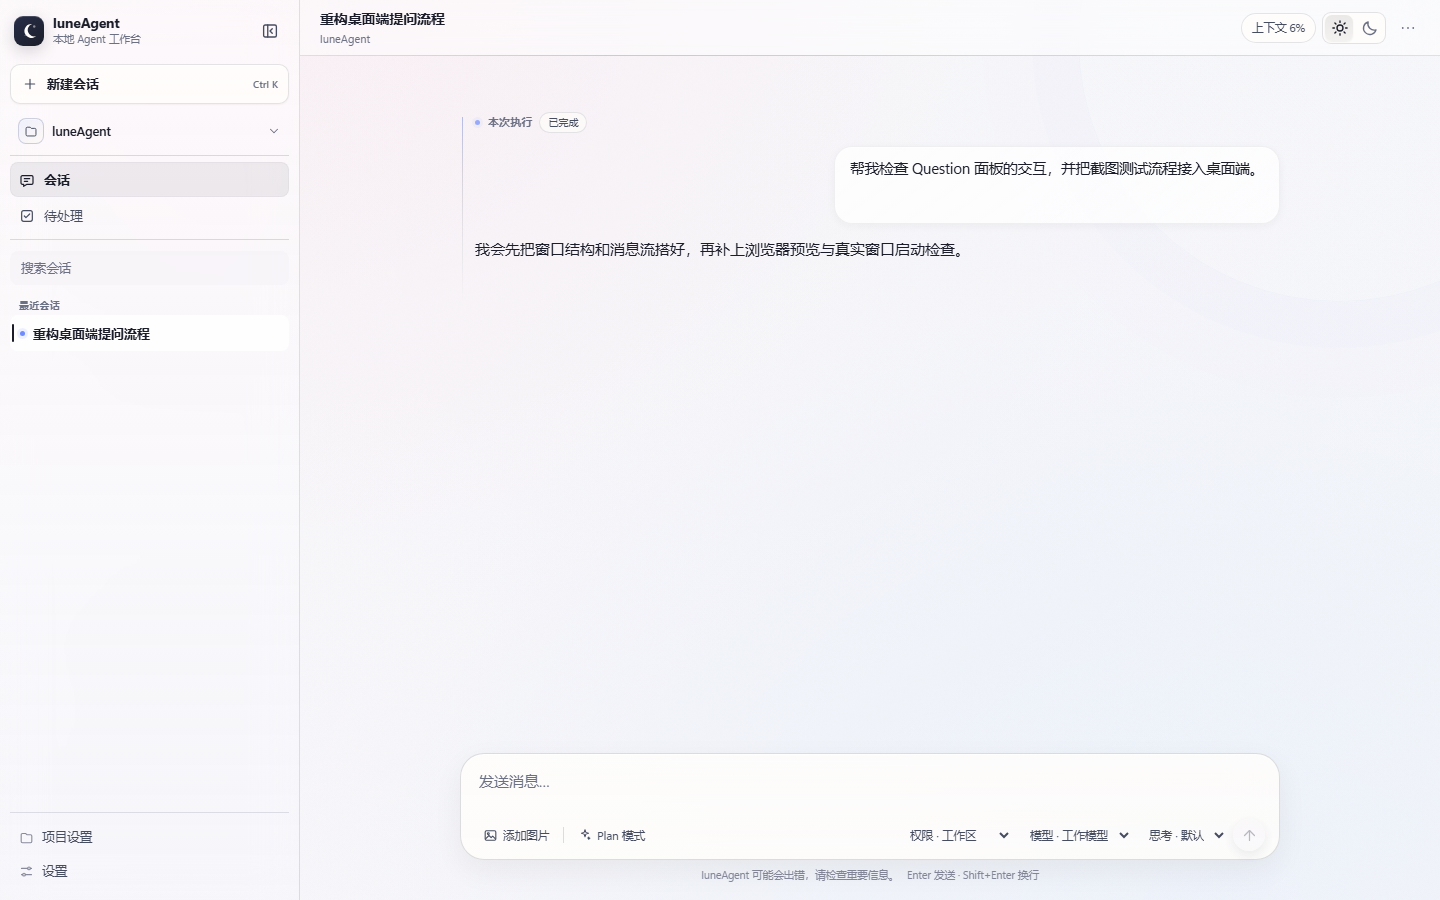 luneAgent
本地 Agent 工作台
新建会话 Ctrl K
luneAgent
会话
待处理
搜索会话
最近会话
重构桌面端提问流程
项目设置
设置
重构桌面端提问流程
luneAgent
上下文 6%
本次执行 已完成
帮我检查 Question 面板的交互，并把截图测试流程接入桌面端。
我会先把窗口结构和消息流搭好，再补上浏览器预览与真实窗口启动检查。
发送消息...
添加图片 Plan 模式 权限 · 工作区 模型 · 工作模型 思考 · 默认
luneAgent 可能会出错，请检查重要信息。 Enter 发送 · Shift+Enter 换行